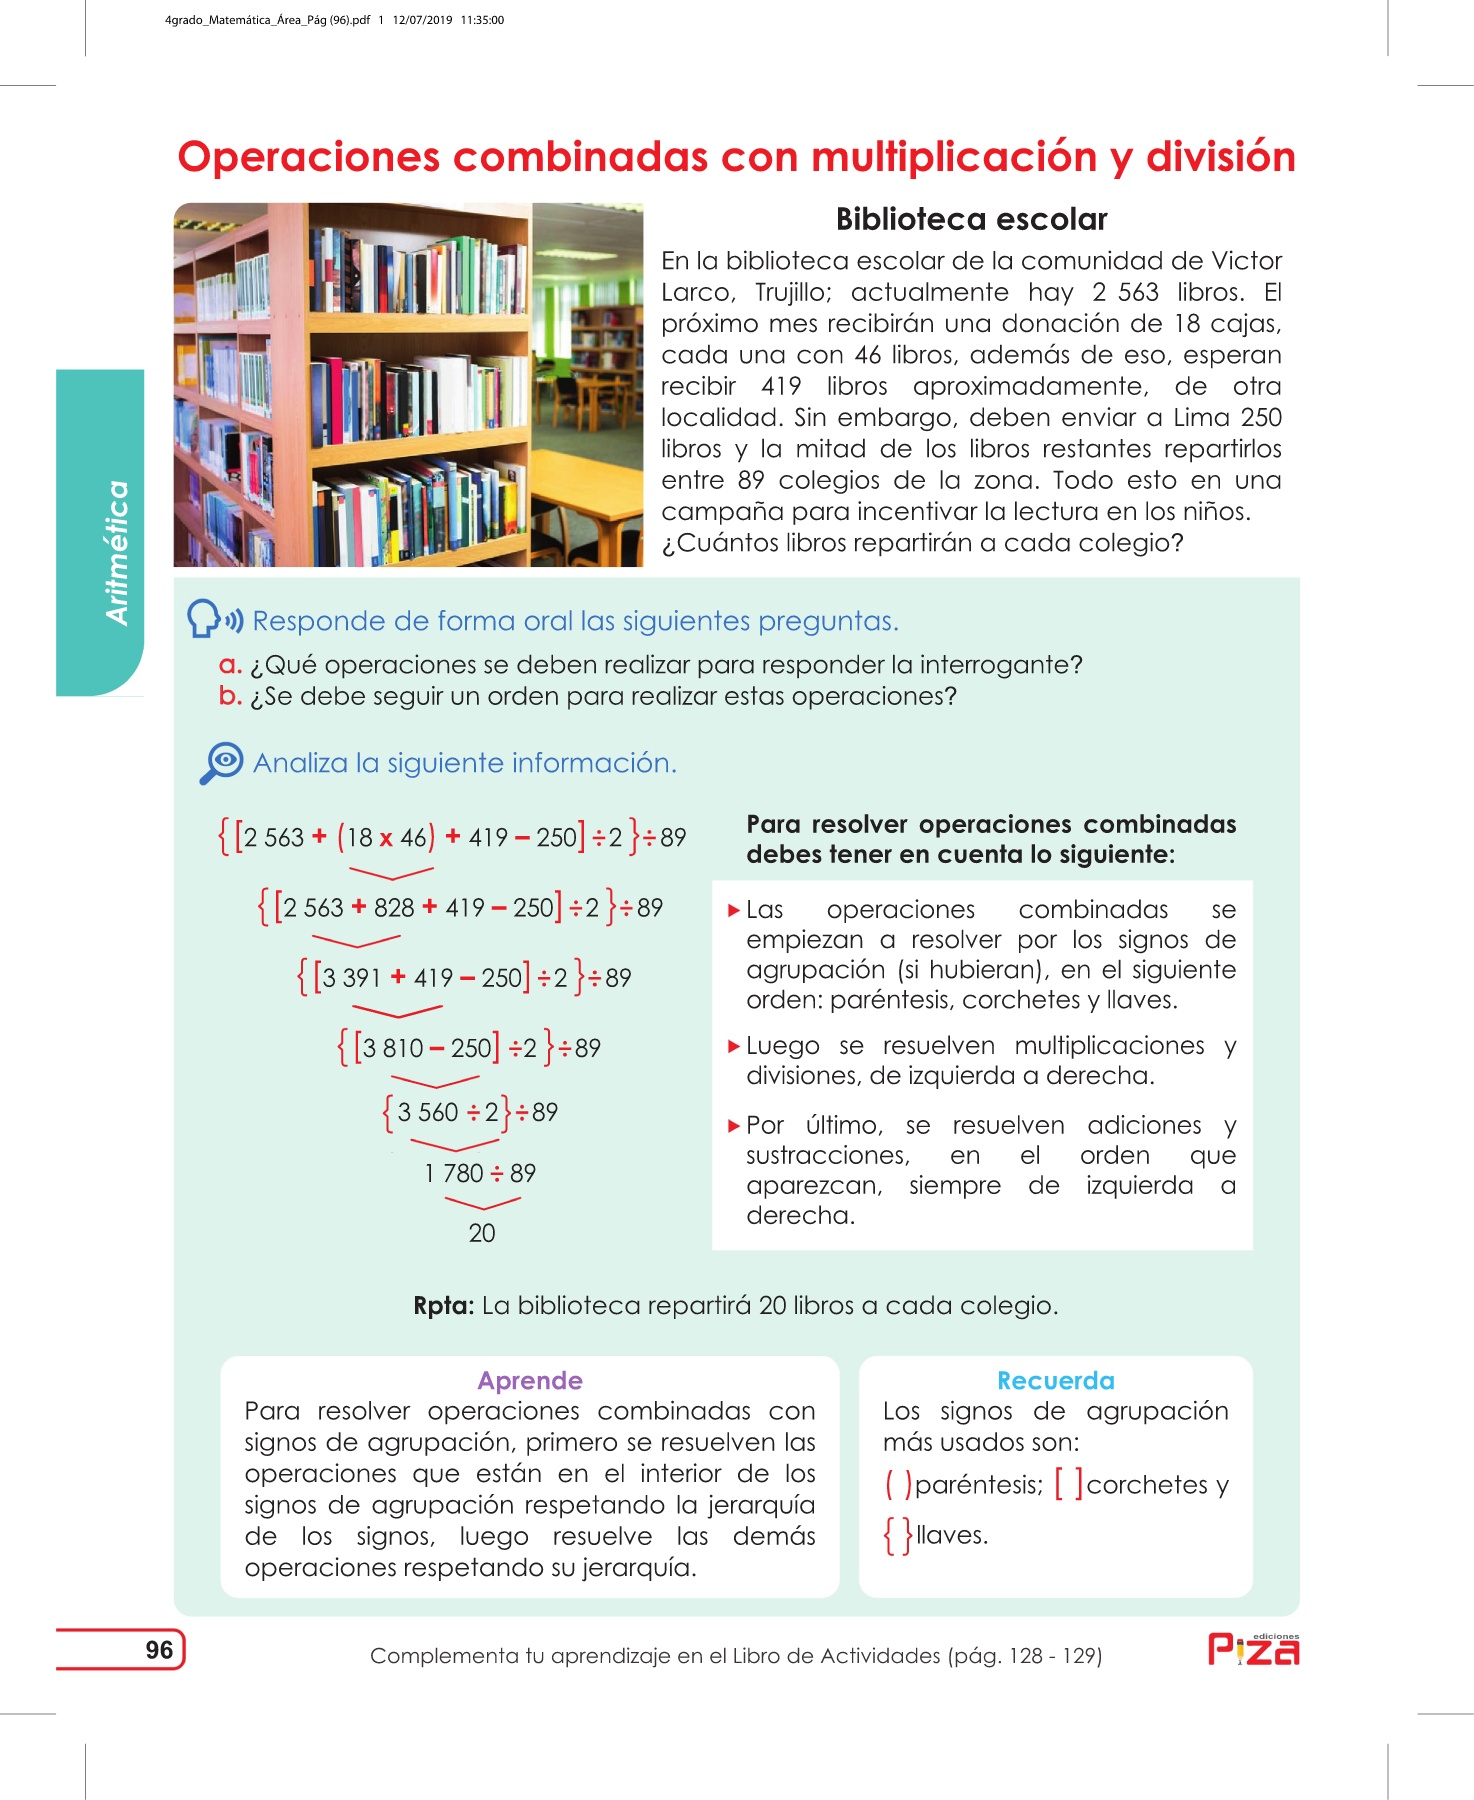 4grado_Matemática_Área_Pág (96).pdf 1 12/07/2019 11:35:00
Operaciones combinadas con multiplicación y división
Biblioteca escolar
En la biblioteca escolar de la comunidad de Victor
Larco, Trujillo; actualmente hay 2 563 libros. El
próximo mes recibirán una donación de 18 cajas,
cada una con 46 libros, además de eso, esperan
recibir 419 libros aproximadamente, de otra
localidad. Sin embargo, deben enviar a Lima 250
libros y la mitad de los libros restantes repartirlos
entre 89 colegios de la zona. Todo esto en una
campaña para incentivar la lectura en los niños.
¿Cuántos libros repartirán a cada colegio?
Aritmética
Responde de forma oral las siguientes preguntas.
a. ¿Qué operaciones se deben realizar para responder la interrogante?
b. ¿Se debe seguir un orden para realizar estas operaciones?
Analiza la siguiente información.
{[2 563 + (18 x 46) + 419 – 250] ÷2 }÷89
{[2 563 + 828 + 419 – 250] ÷2 }÷89
{[3 391 + 419 – 250] ÷2 }÷89
{[3 810 – 250] ÷2 }÷89
{3 560 ÷2}÷89
1 780 ÷ 89
20
Para resolver operaciones combinadas
debes tener en cuenta lo siguiente:
Las operaciones combinadas se
empiezan a resolver por los signos de
agrupación (si hubieran), en el siguiente
orden: paréntesis, corchetes y llaves.
Luego se resuelven multiplicaciones y
divisiones, de izquierda a derecha.
Por último, se resuelven adiciones y
sustracciones, en el orden que
aparezcan, siempre de izquierda a
derecha.
Rpta: La biblioteca repartirá 20 libros a cada colegio.
Aprende
Para resolver operaciones combinadas con
signos de agrupación, primero se resuelven las
operaciones que están en el interior de los
signos de agrupación respetando la jerarquía
de los signos, luego resuelve las demás
operaciones respetando su jerarquía.
Recuerda
Los signos de agrupación
más usados son:
( )paréntesis; [ ]corchetes y
{ }llaves.
96
Complementa tu aprendizaje en el Libro de Actividades (pág. 128 - 129)
ediciones
Piza